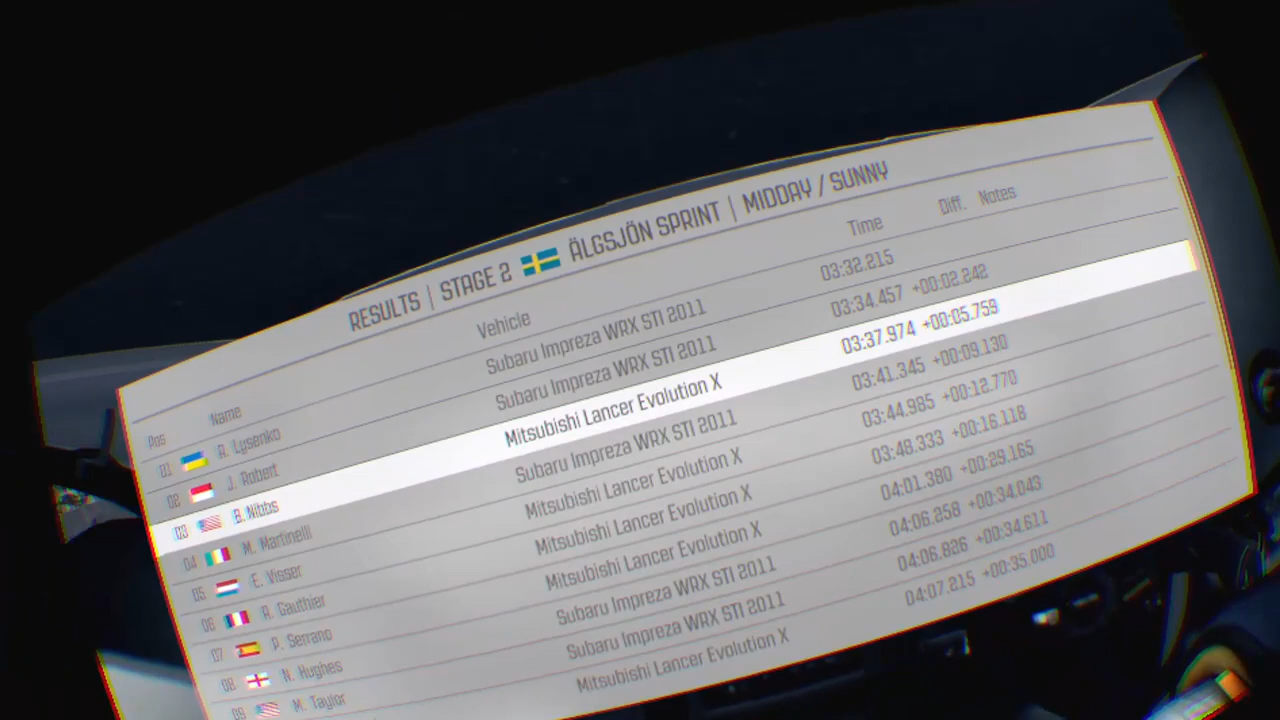 RESULTS | STAGE 2 ÄLGSJÖN SPRINT | MIDDAY / SUNNY
Pos Name Vehicle Time Diff. Notes
01 R. Lysenko Subaru Impreza WRX STI 2011 03:32.215
02 J. Robert Subaru Impreza WRX STI 2011 03:34.457 +00:02.242
03 B. Nibbs Mitsubishi Lancer Evolution X 03:37.974 +00:05.759
04 M. Martinelli Subaru Impreza WRX STI 2011 03:41.345 +00:09.130
05 E. Visser Mitsubishi Lancer Evolution X 03:44.985 +00:12.770
06 R. Gauthier Mitsubishi Lancer Evolution X 03:48.333 +00:16.118
07 P. Serrano Mitsubishi Lancer Evolution X 04:01.380 +00:29.165
08 N. Hughes Subaru Impreza WRX STI 2011 04:06.258 +00:34.043
09 M. Taylor Subaru Impreza WRX STI 2011 04:06.826 +00:34.611
Mitsubishi Lancer Evolution X 04:07.215 +00:35.000